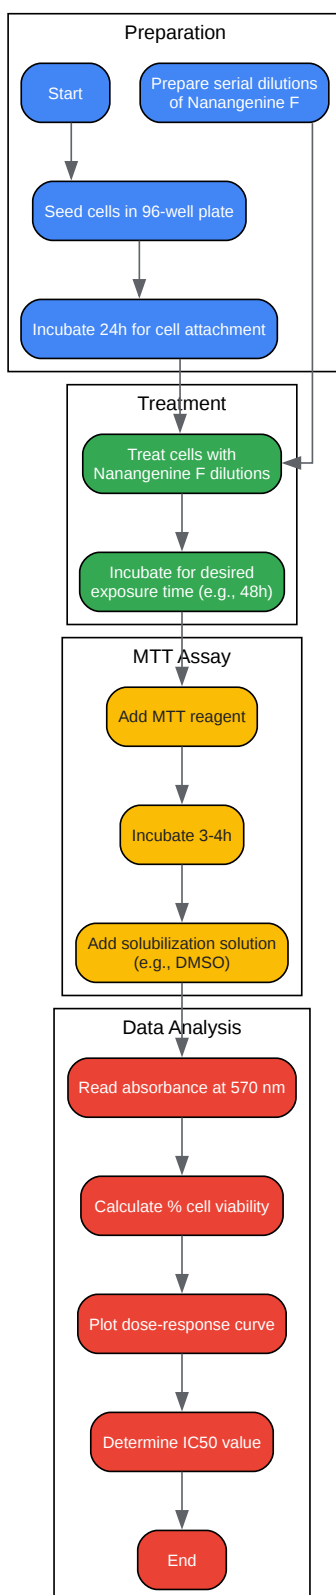 Preparation
Start
Prepare serial dilutions
of Nanangenine F
Seed cells in 96-well plate
Incubate 24h for cell attachment
Treatment
Treat cells with
Nanangenine F dilutions
Incubate for desired
exposure time (e.g., 48h)
MTT Assay
Add MTT reagent
Incubate 3-4h
Add solubilization solution
(e.g., DMSO)
Data Analysis
Read absorbance at 570 nm
Calculate % cell viability
Plot dose-response curve
Determine IC50 value
End